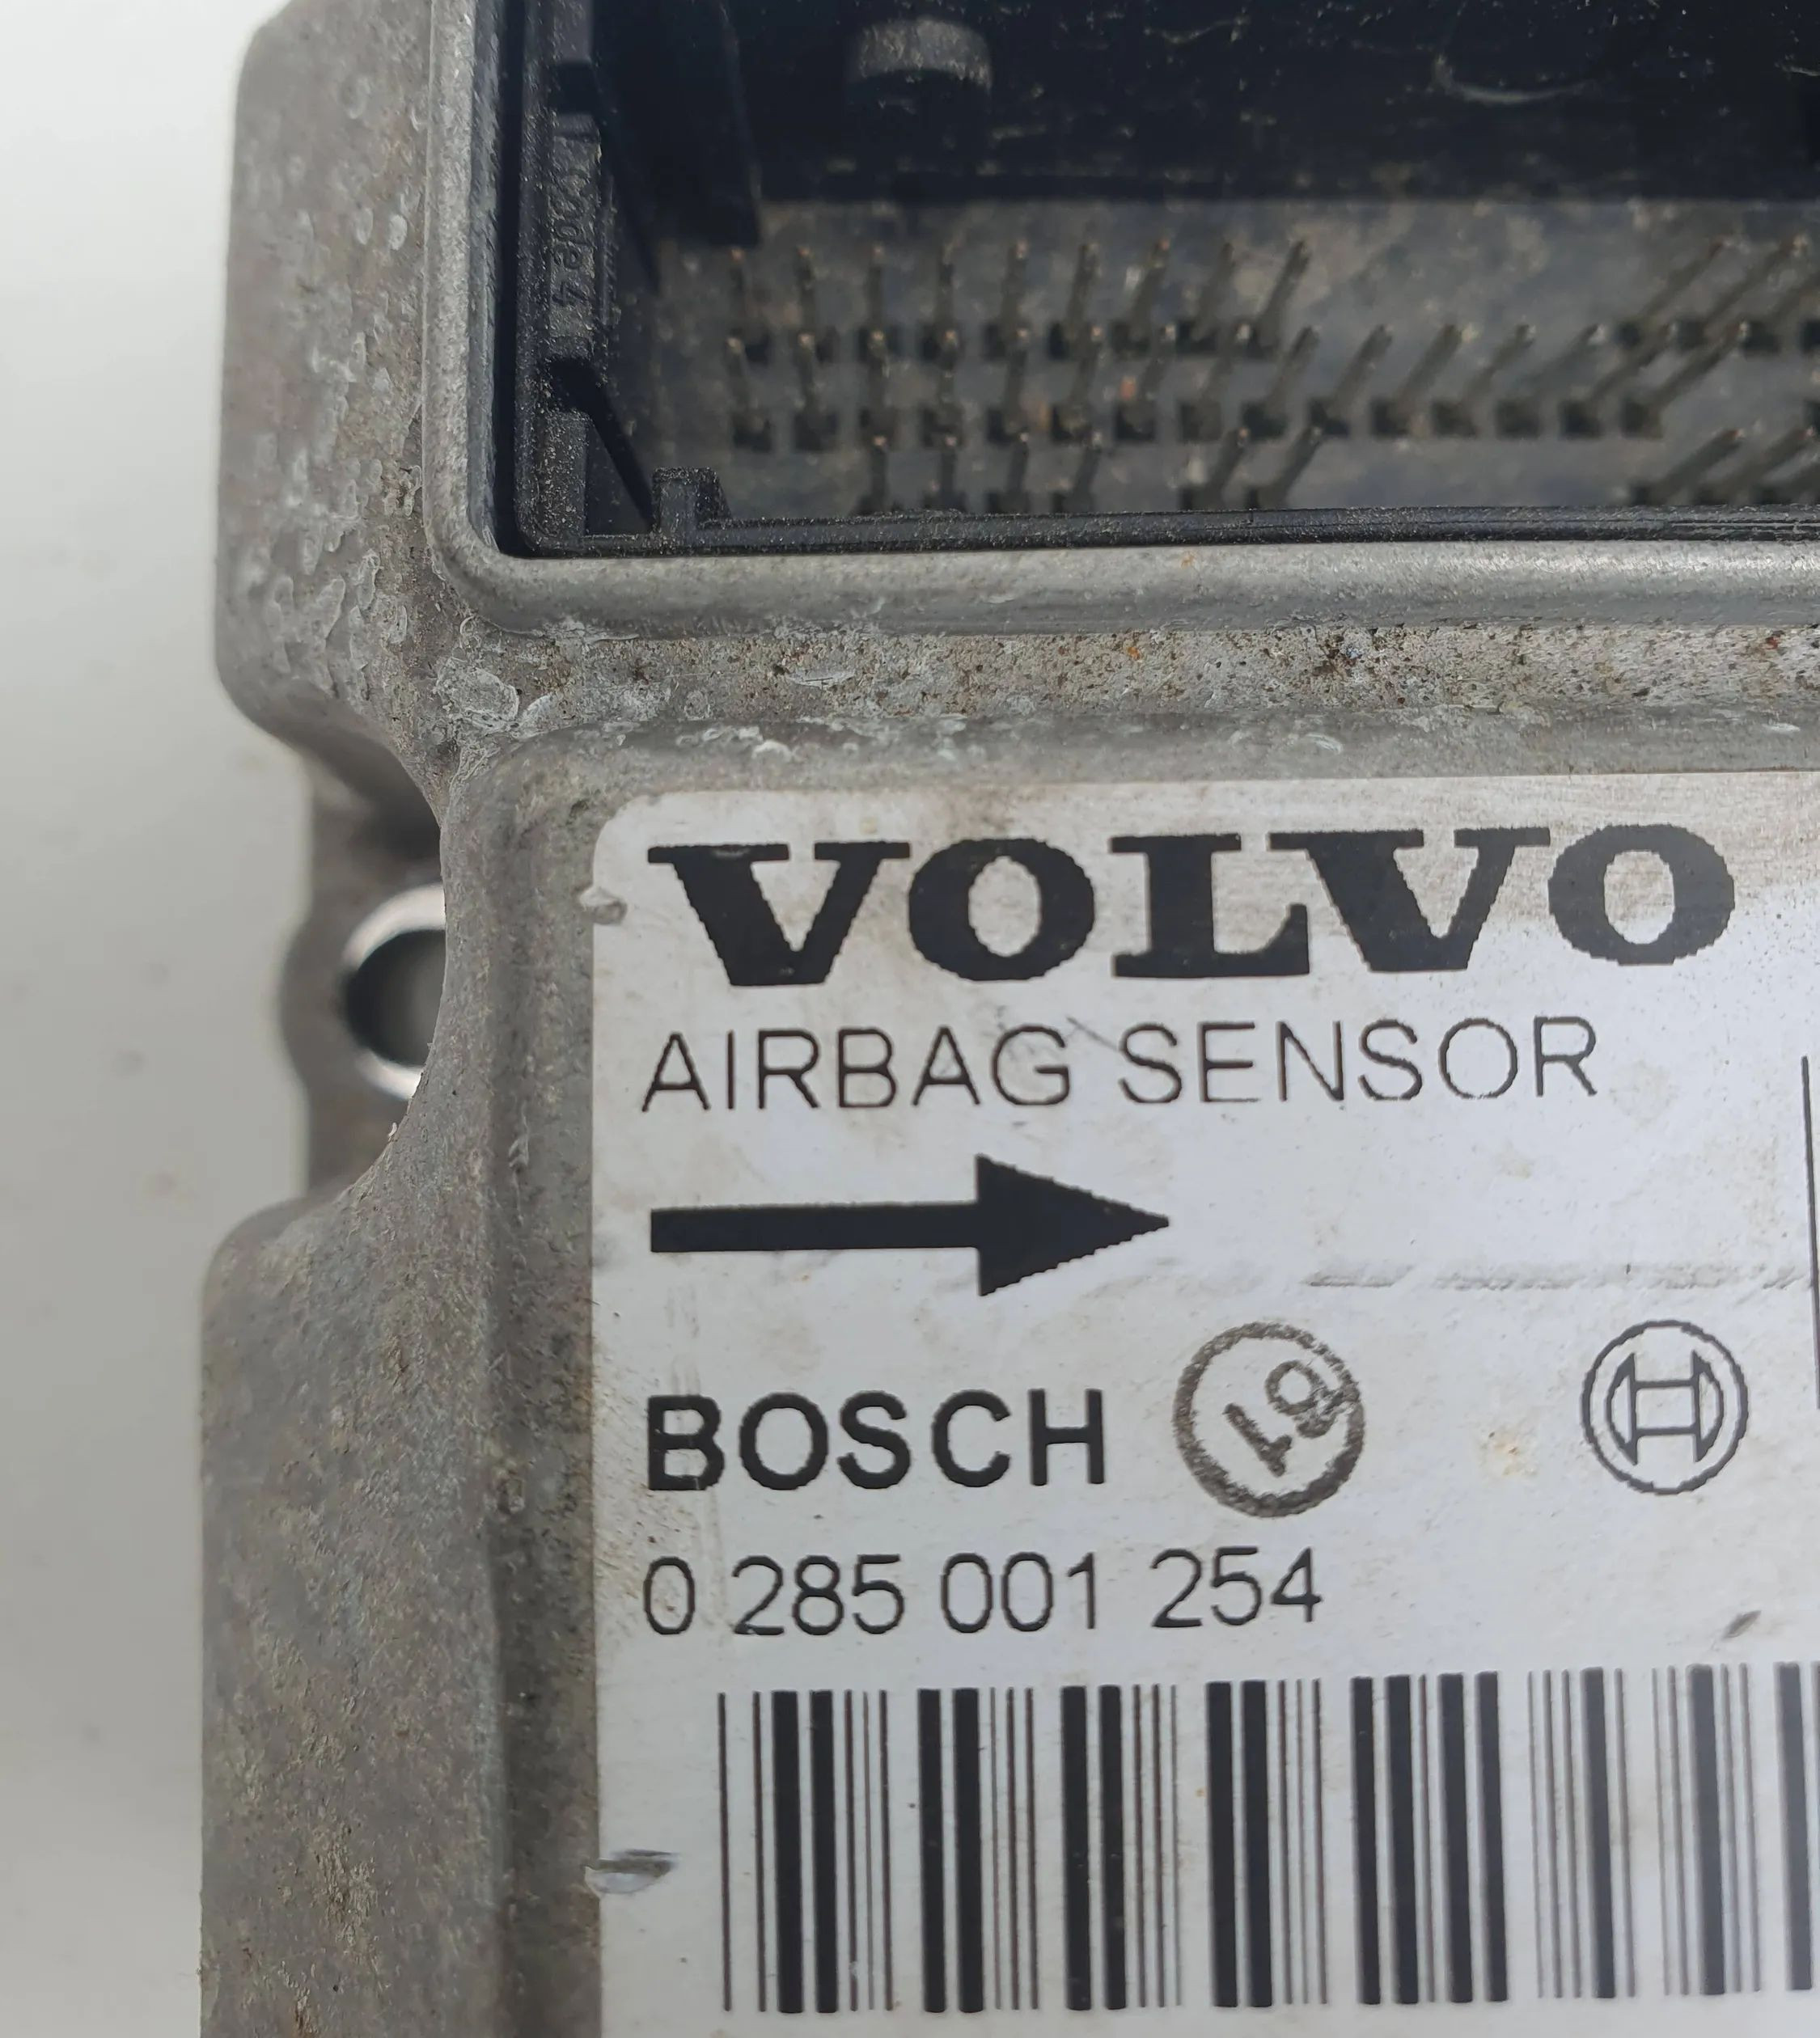 VOLVO
AIRBAG SENSOR
BOSCH
0 285 001 254